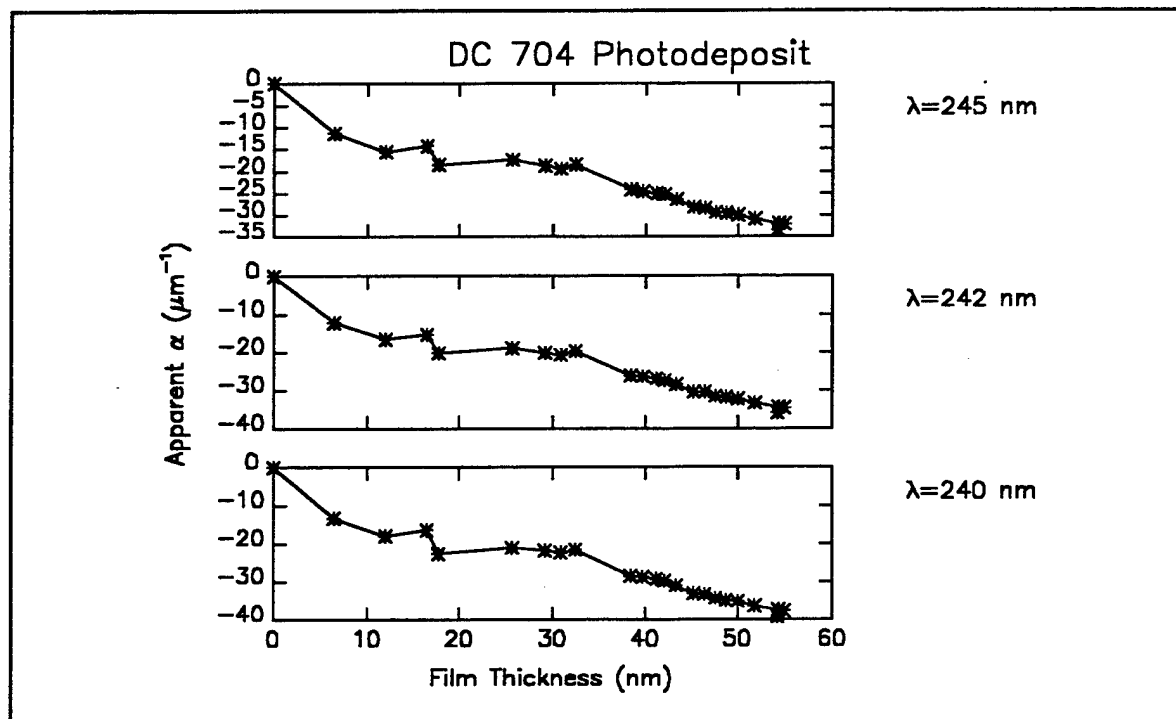 DC 704 Photodeposit
0
−5
−10
−15
−20
−25
−30
−35
λ=245 nm
0
−10
−20
−30
−40
λ=242 nm
Apparent α (μm⁻¹)
0
−10
−20
−30
−40
λ=240 nm
0 10 20 30 40 50 60
Film Thickness (nm)